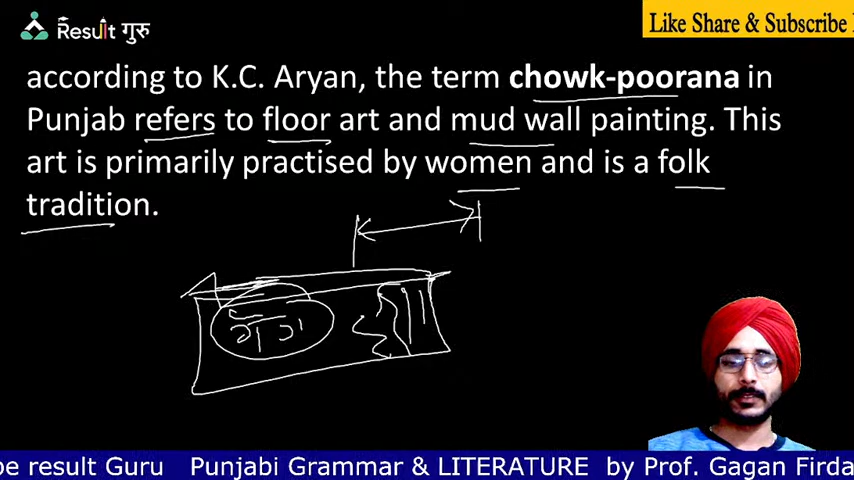 Result गुरु
Like Share & Subscribe
according to K.C. Aryan, the term chowk-poorana in
Punjab refers to floor art and mud wall painting. This
art is primarily practised by women and is a folk
tradition.
be result Guru Punjabi Grammar & LITERATURE by Prof. Gagan Firda